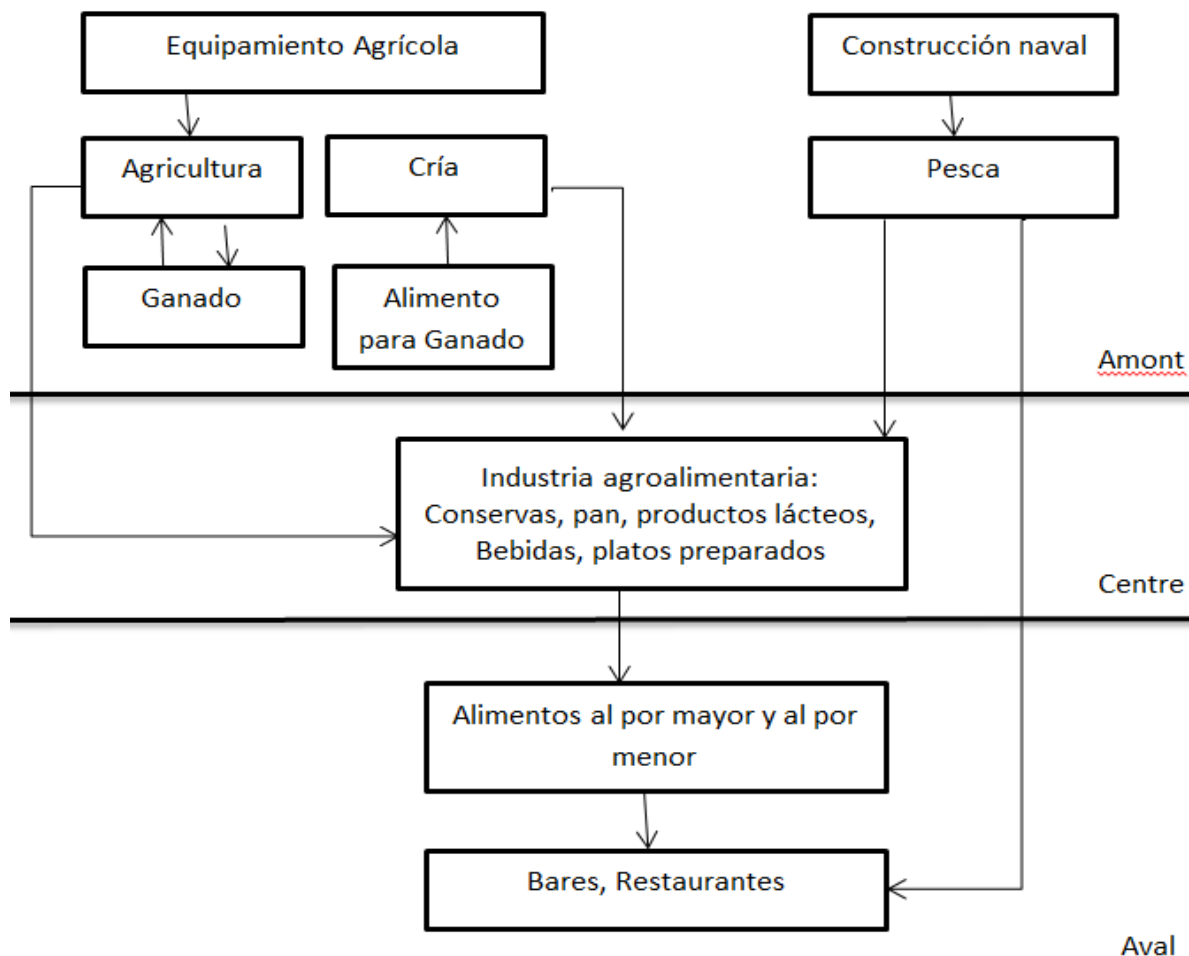 Equipamiento Agrícola
Construcción naval
Agricultura
Cría
Pesca
Ganado
Alimento
para Ganado
Amont
Industria agroalimentaria:
Conservas, pan, productos lácteos,
Bebidas, platos preparados
Centre
Alimentos al por mayor y al por
menor
Bares, Restaurantes
Aval